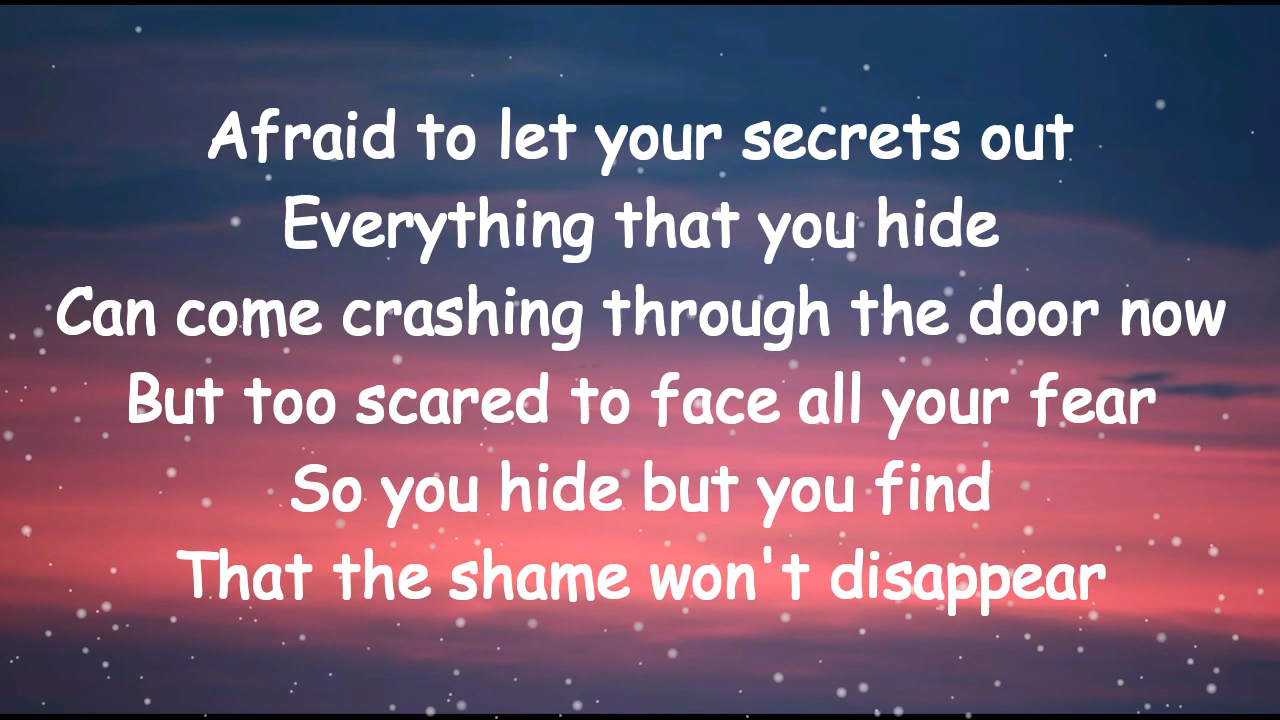 Afraid to let your secrets out
Everything that you hide
Can come crashing through the door now
But too scared to face all your fear
So you hide but you find
That the shame won't disappear